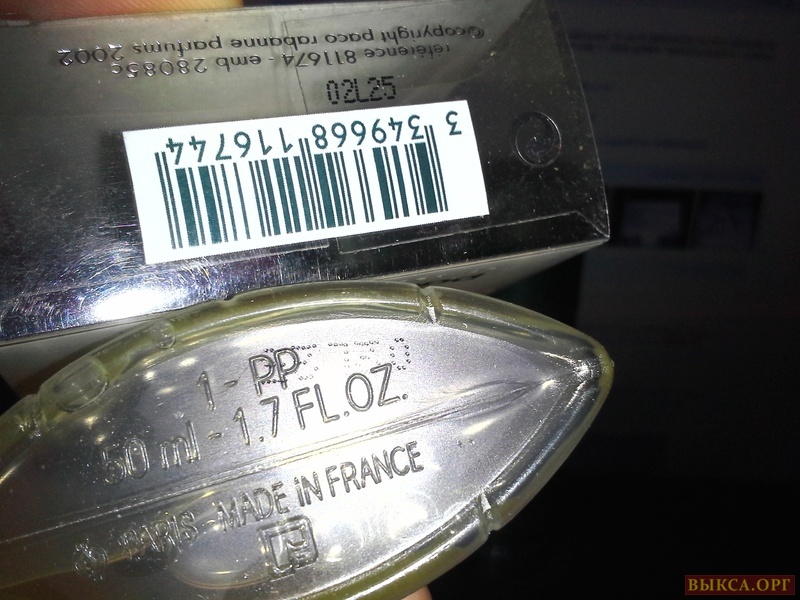 ©copyright paco rabanne parfums 2002
référence 811674 - emb 28085c
02L25
3 349668 116744
1 - PP
50 ml - 1.7 FL.OZ.
PARIS - MADE IN FRANCE
ВЫКСА.ОРГ